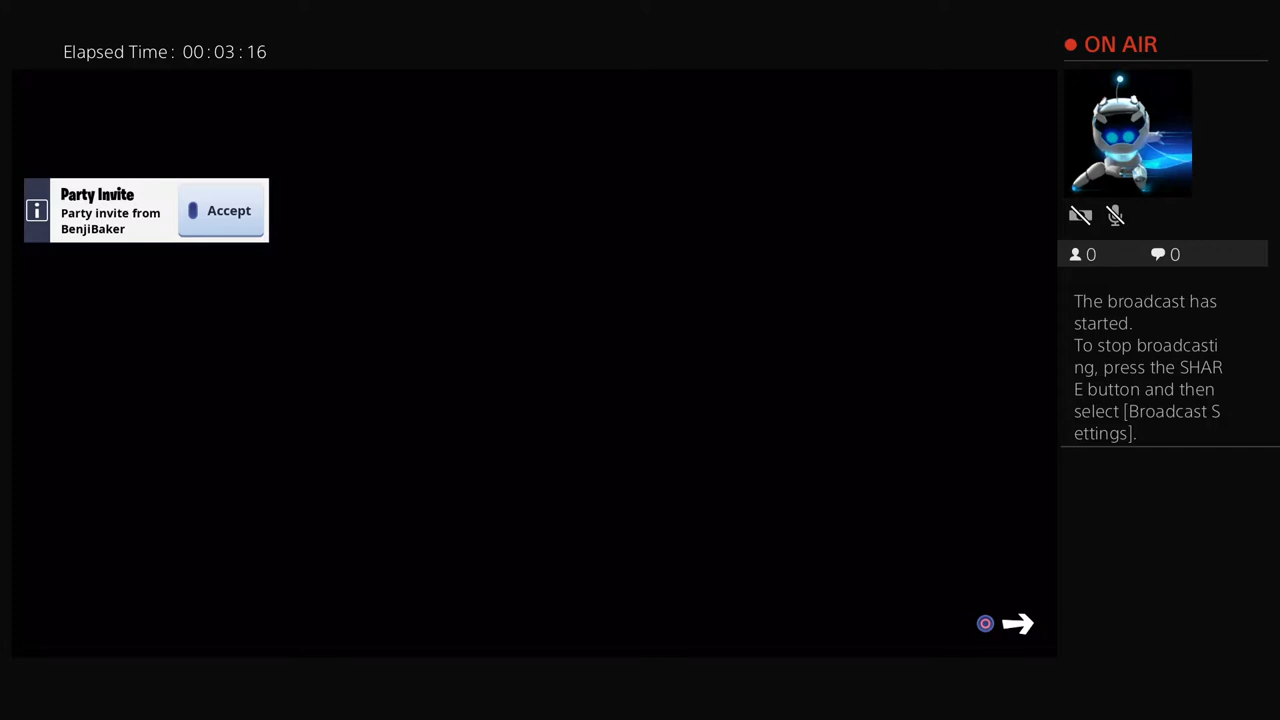 Elapsed Time: 00:03:16
ON AIR
Party Invite
Party invite from
BenjiBaker
Accept
0 0
The broadcast has
started.
To stop broadcasti
ng, press the SHAR
E button and then
select [Broadcast S
ettings].